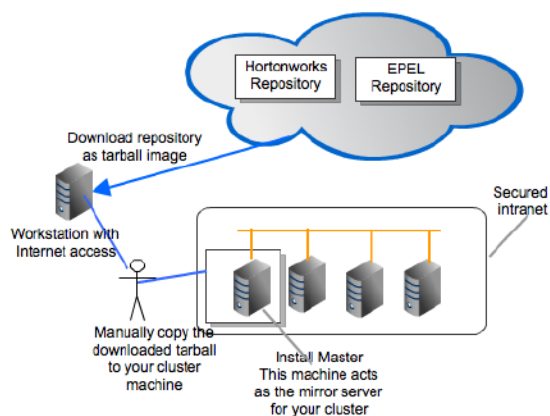 Hortonworks
Repository
EPEL
Repository
Download repository
as tarball image
Workstation with
Internet access
Secured
intranet
Manually copy the
downloaded tarball
to your cluster
machine
Install Master
This machine acts
as the mirror server
for your cluster